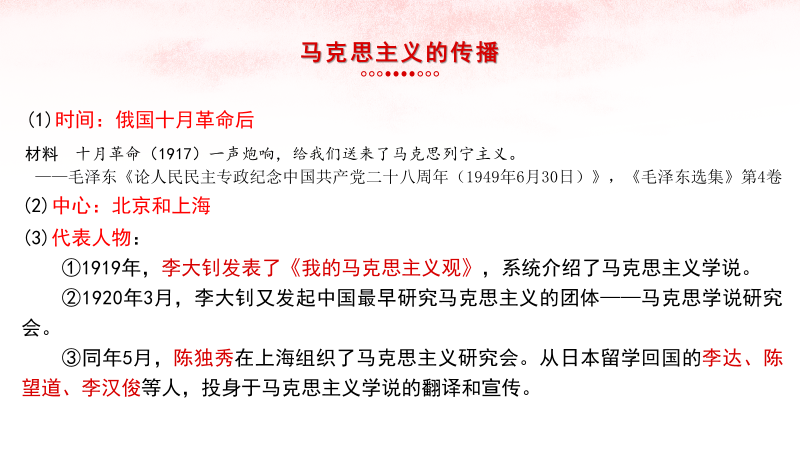 马克思主义的传播
(1)时间：俄国十月革命后
材料　十月革命（1917）一声炮响，给我们送来了马克思列宁主义。
——毛泽东《论人民民主专政纪念中国共产党二十八周年（1949年6月30日）》，《毛泽东选集》第4卷
(2)中心：北京和上海
(3)代表人物：
①1919年，李大钊发表了《我的马克思主义观》，系统介绍了马克思主义学说。
②1920年3月，李大钊又发起中国最早研究马克思主义的团体——马克思学说研究
会。
③同年5月，陈独秀在上海组织了马克思主义研究会。从日本留学回国的李达、陈
望道、李汉俊等人，投身于马克思主义学说的翻译和宣传。